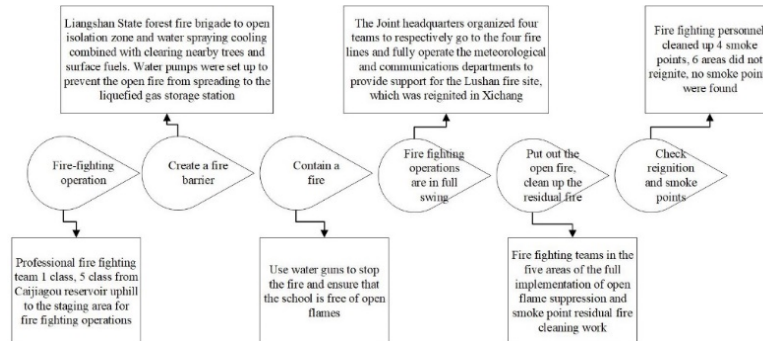 Liangshan State forest fire brigade to open
isolation zone and water spraying cooling
combined with clearing nearby trees and
surface fuels. Water pumps were set up to
prevent the open fire from spreading to the
liquefied gas storage station
The Joint headquarters organized four
teams to respectively go to the four fire
lines and fully operate the meteorological
and communications departments to
provide support for the Lushan fire site,
which was reignited in Xichang
Fire fighting personnel
cleaned up 4 smoke
points, 6 areas did not
reignite, no smoke points
were found
Fire-fighting
operation
Create a fire
barrier
Contain a
fire
Fire fighting
operations
are in full
swing
Put out the
open fire,
clean up the
residual fire
Check
reignition
and smoke
points
Professional fire fighting
team 1 class, 5 class from
Caijiagou reservoir uphill
to the staging area for
fire fighting operations
Use water guns to stop
the fire and ensure that
the school is free of open
flames
Fire fighting teams in
the five areas of the full
implementation of open
flame suppression and
smoke point residual fire
cleaning work